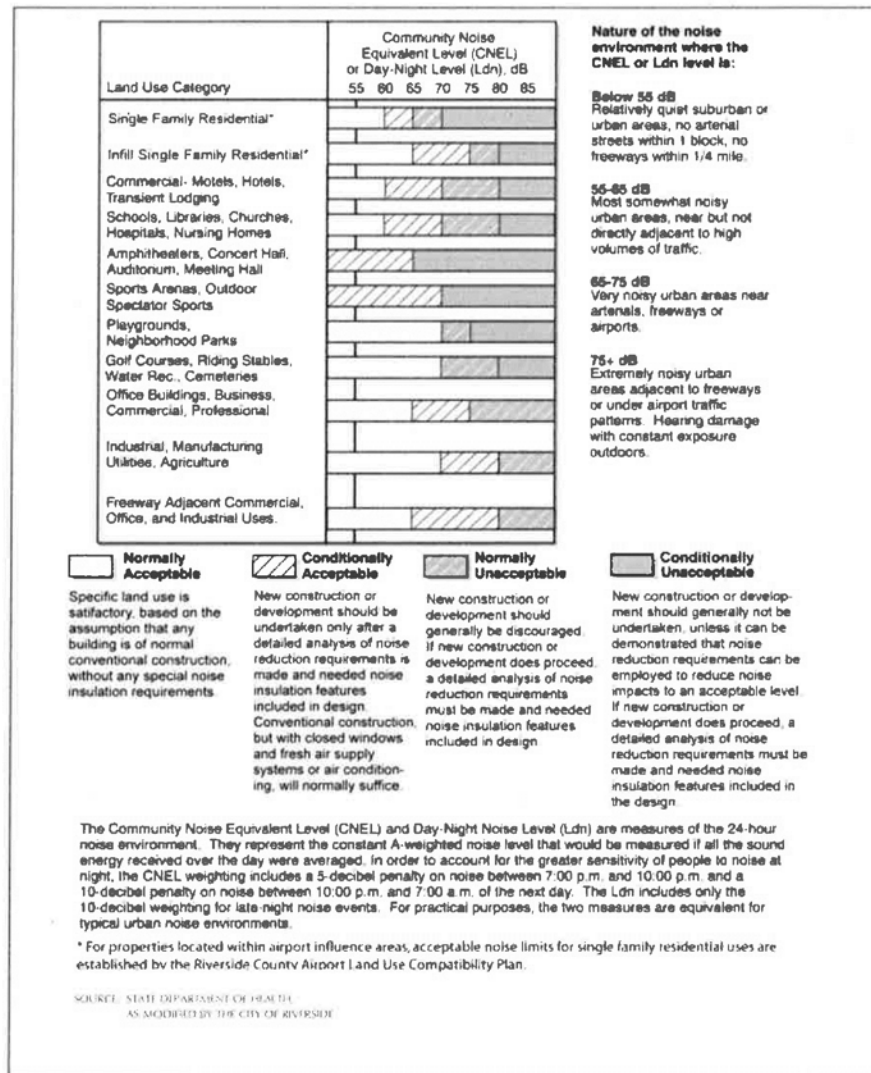 Community Noise
Equivalent Level (CNEL)
or Day-Night Level (Ldn), dB
Land Use Category
55 60 65 70 75 80 85
Single Family Residential*
Infill Single Family Residential*
Commercial- Motels, Hotels,
Transient Lodging
Schools, Libraries, Churches,
Hospitals, Nursing Homes
Amphitheaters, Concert Hall,
Auditorium, Meeting Hall
Sports Arenas, Outdoor
Spectator Sports
Playgrounds,
Neighborhood Parks
Golf Courses, Riding Stables,
Water Rec., Cemeteries
Office Buildings, Business,
Commercial, Professional
Industrial, Manufacturing
Utilities, Agriculture
Freeway Adjacent Commercial,
Office, and Industrial Uses.
Nature of the noise
environment where the
CNEL or Ldn level is:
Below 55 dB
Relatively quiet suburban or
urban areas, no arterial
streets within 1 block, no
freeways within 1/4 mile.
55-65 dB
Most somewhat noisy
urban areas, near but not
directly adjacent to high
volumes of traffic.
65-75 dB
Very noisy urban areas near
arterials, freeways or
airports.
75+ dB
Extremely noisy urban
areas adjacent to freeways
or under airport traffic
patterns. Hearing damage
with constant exposure
outdoors.
Normally
Acceptable
Specific land use is
satifactory, based on the
assumption that any
building is of normal
conventional construction,
without any special noise
insulation requirements
Conditionally
Acceptable
New construction or
development should be
undertaken only after a
detailed analysis of noise
reduction requirements is
made and needed noise
insulation features
included in design.
Conventional construction,
but with closed windows
and fresh air supply
systems or air condition-
ing, will normally suffice.
Normally
Unacceptable
New construction or
development should
generally be discouraged.
If new construction or
development does proceed,
a detailed analysis of noise
reduction requirements
must be made and needed
noise insulation features
included in design
Conditionally
Unacceptable
New construction or develop-
ment should generally not be
undertaken, unless it can be
demonstrated that noise
reduction requirements can be
employed to reduce noise
impacts to an acceptable level.
If new construction or
development does proceed, a
detailed analysis of noise
reduction requirements must be
made and needed noise
insulation features included in
the design.
The Community Noise Equivalent Level (CNEL) and Day-Night Noise Level (Ldn) are measures of the 24-hour
noise environment. They represent the constant A-weighted noise level that would be measured if all the sound
energy received over the day were averaged. In order to account for the greater sensitivity of people to noise at
night, the CNEL weighting includes a 5-decibel penalty on noise between 7:00 p.m. and 10:00 p.m. and a
10-decibel penalty on noise between 10:00 p.m. and 7:00 a.m. of the next day. The Ldn includes only the
10-decibel weighting for late-night noise events. For practical purposes, the two measures are equivalent for
typical urban noise environments.
* For properties located within airport influence areas, acceptable noise limits for single family residential uses are
established by the Riverside County Airport Land Use Compatibility Plan.
SOURCE: STATE DEPARTMENT OF HEALTH,
AS MODIFIED BY THE CITY OF RIVERSIDE